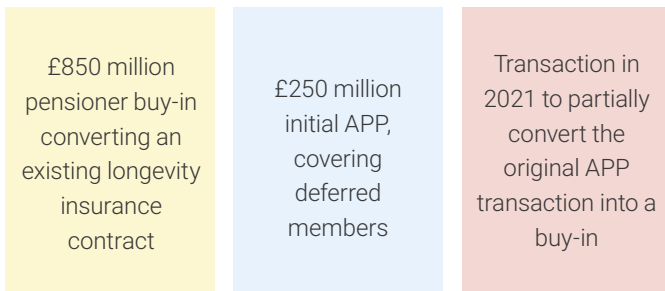 £850 million
pensioner buy-in
converting an
existing longevity
insurance
contract
£250 million
initial APP,
covering
deferred
members
Transaction in
2021 to partially
convert the
original APP
transaction into a
buy-in